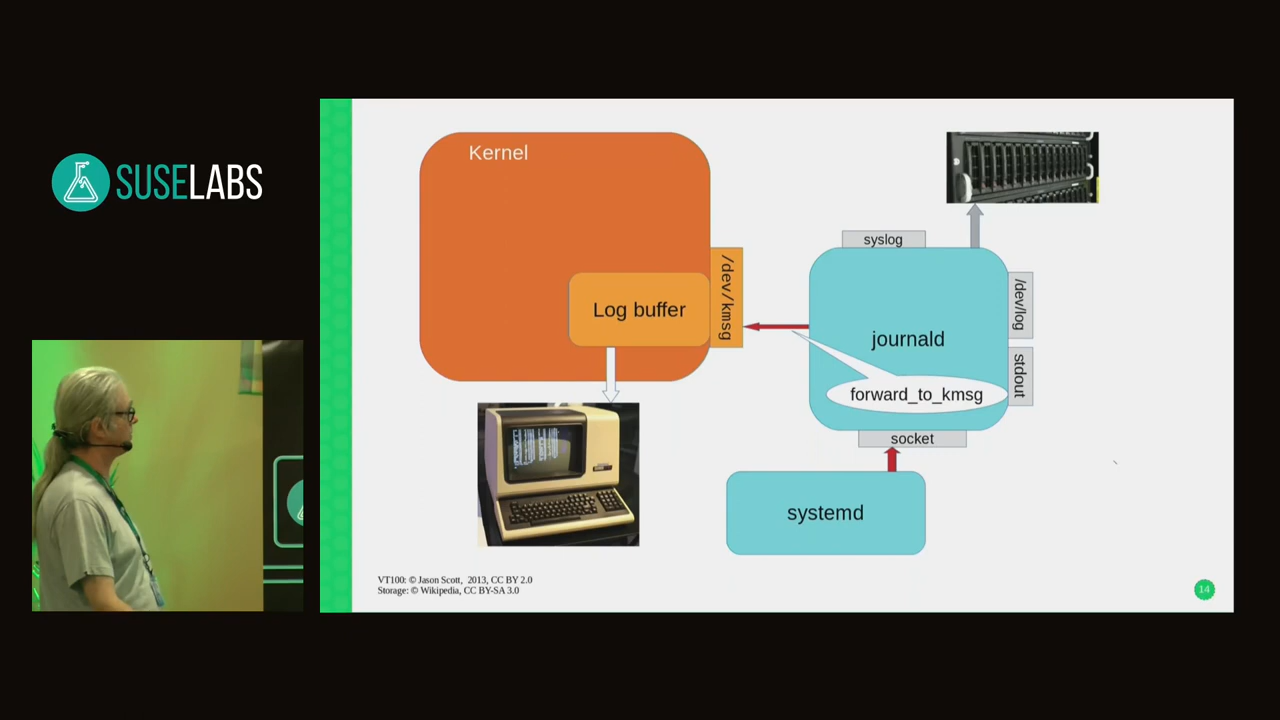 SUSELABS
Kernel
syslog
/dev/kmsg
Log buffer
/dev/log
journald
stdout
forward_to_kmsg
socket
systemd
VT100: © Jason Scott, 2013, CC BY 2.0
Storage: © Wikipedia, CC BY-SA 3.0
14